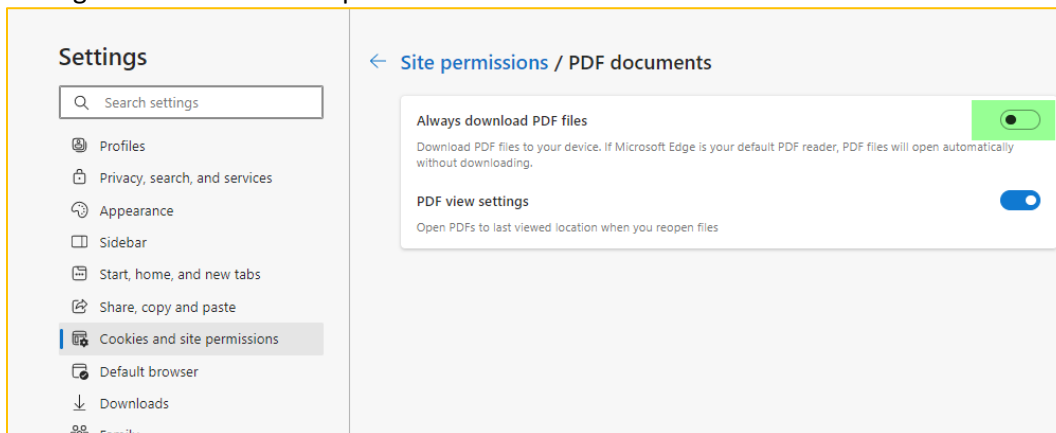 Settings
Search settings
Profiles
Privacy, search, and services
Appearance
Sidebar
Start, home, and new tabs
Share, copy and paste
Cookies and site permissions
Default browser
Downloads
Site permissions / PDF documents
Always download PDF files
Download PDF files to your device. If Microsoft Edge is your default PDF reader, PDF files will open automatically
without downloading.
PDF view settings
Open PDFs to last viewed location when you reopen files